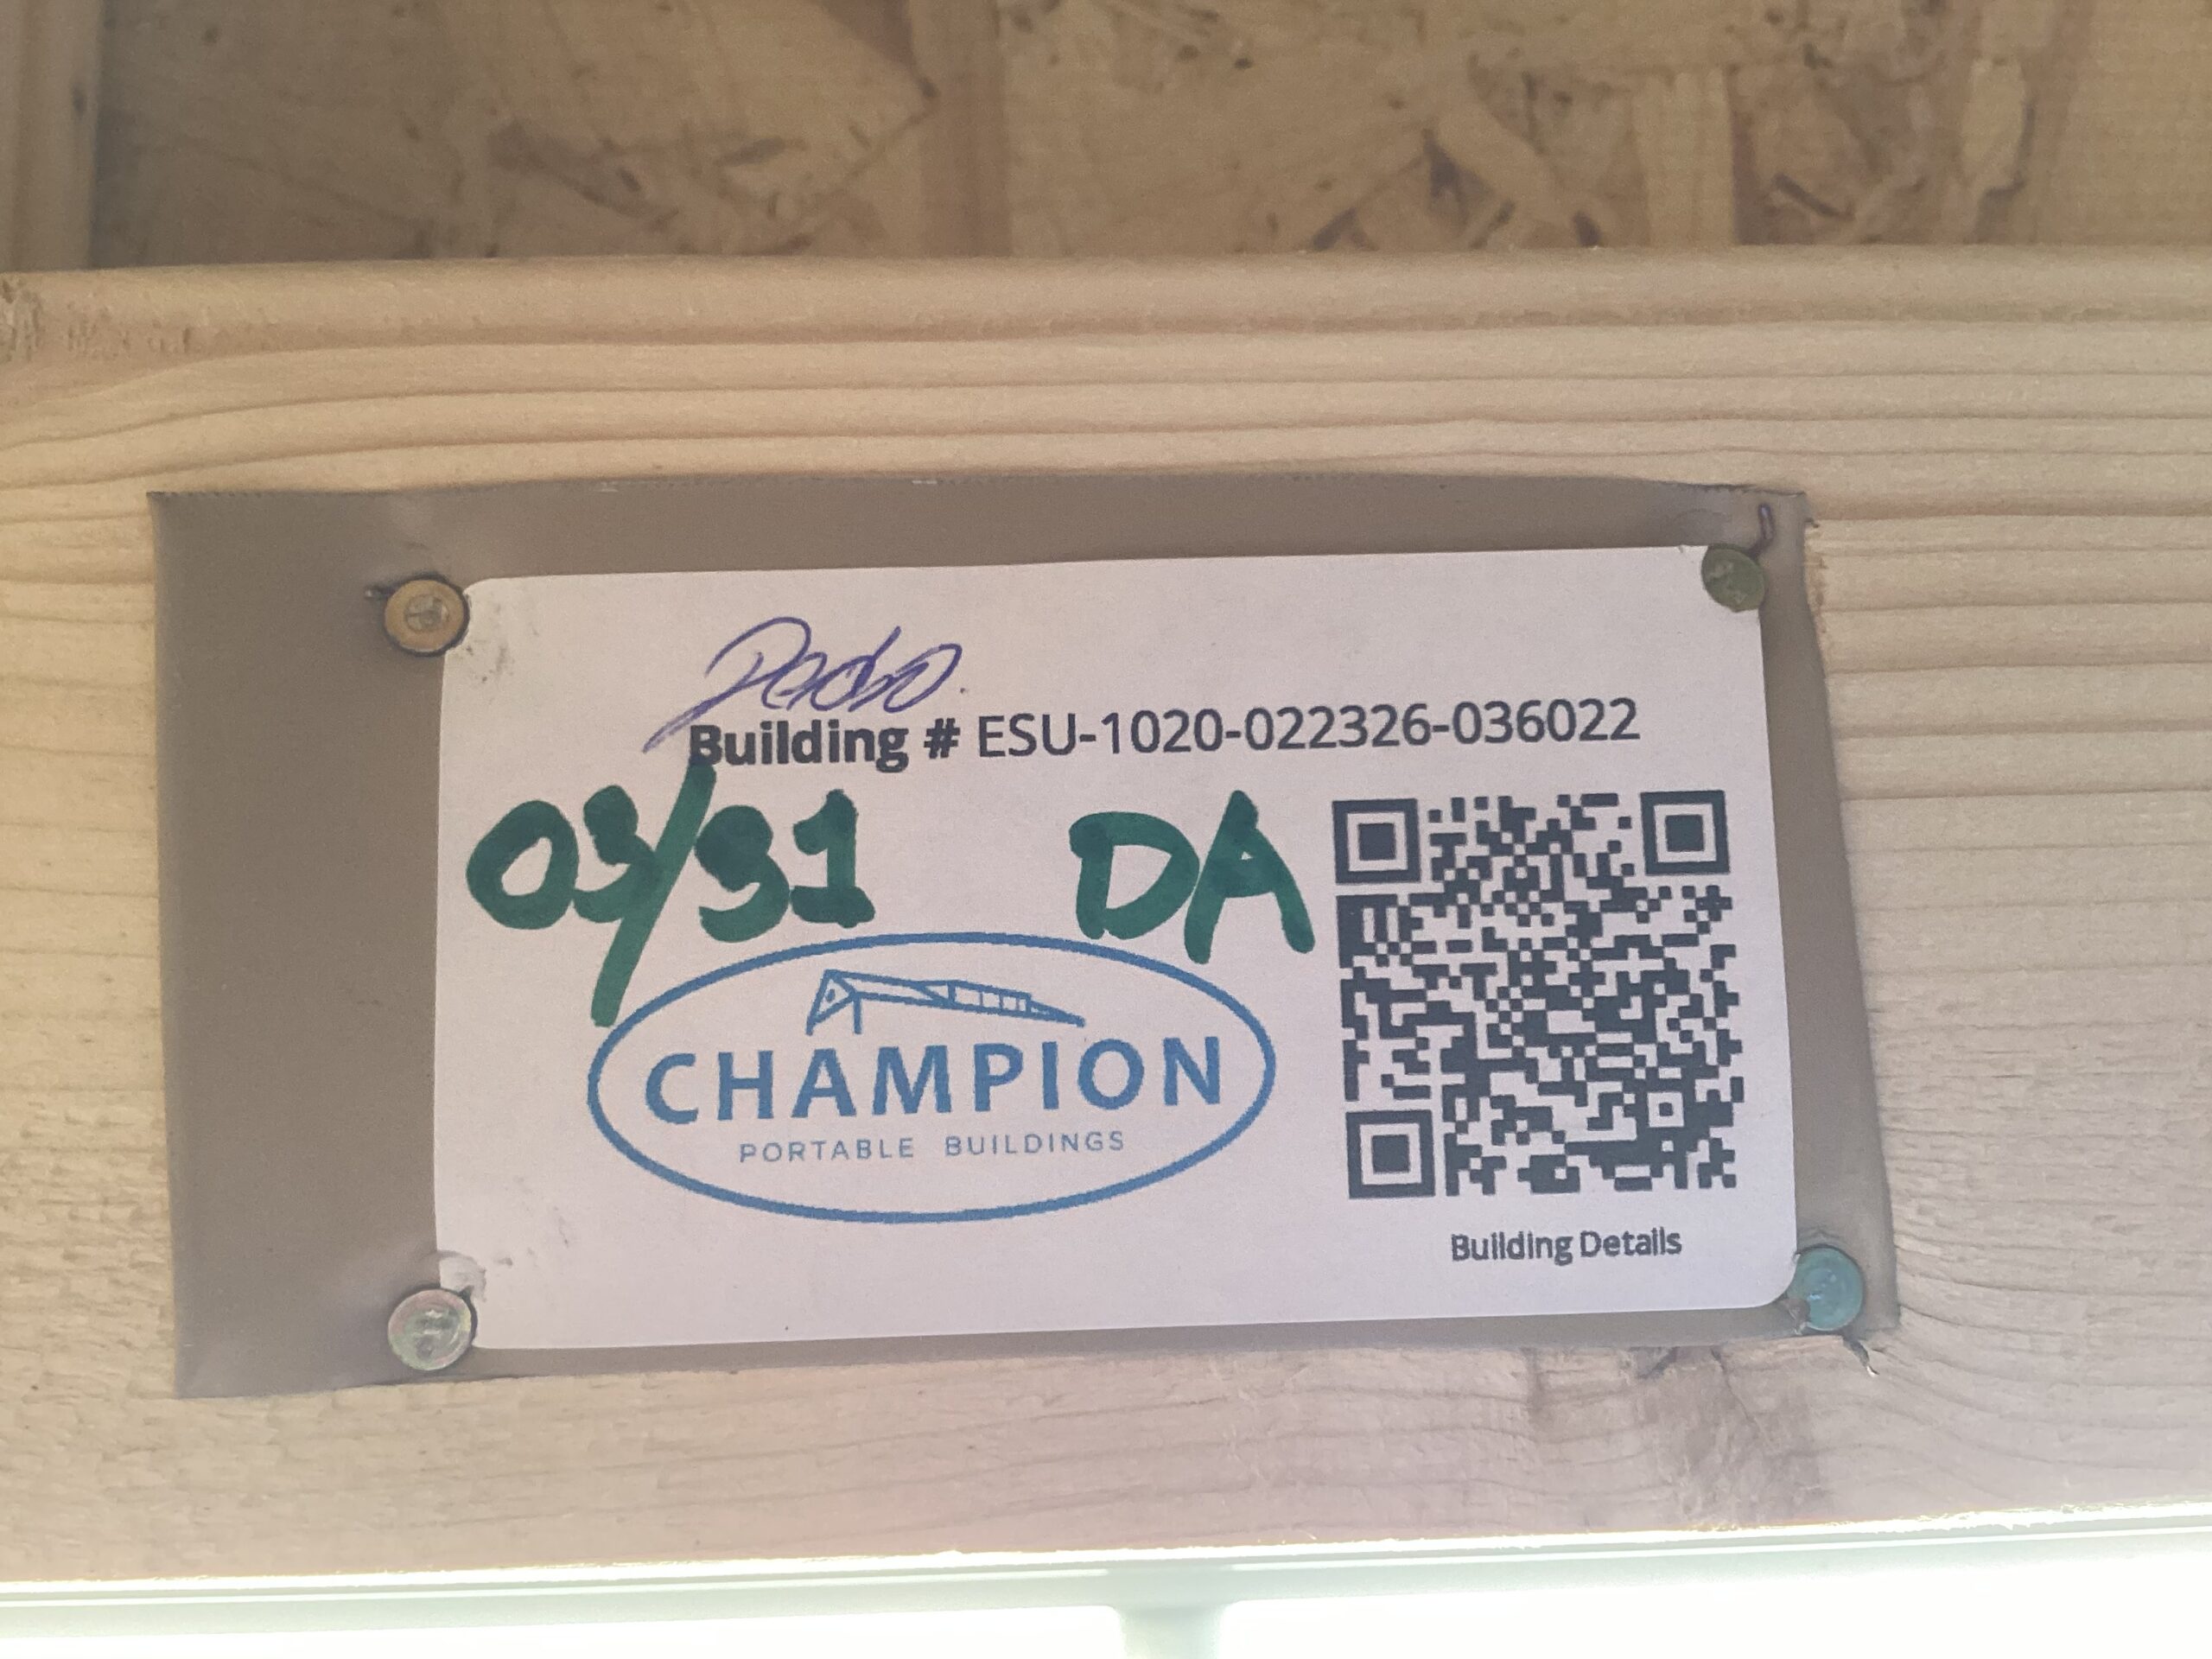 Building # ESU-1020-022326-036022
03/31 DA
CHAMPION
PORTABLE BUILDINGS
Building Details